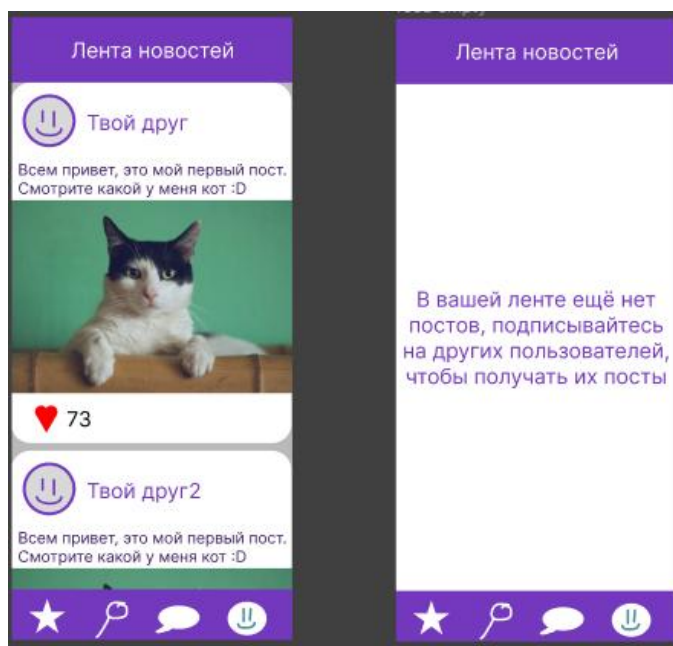 Лента новостей
Твой друг
Всем привет, это мой первый пост.
Смотрите какой у меня кот :D
73
Твой друг2
Всем привет, это мой первый пост.
Смотрите какой у меня кот :D
Лента новостей
В вашей ленте ещё нет
постов, подписывайтесь
на других пользователей,
чтобы получать их посты